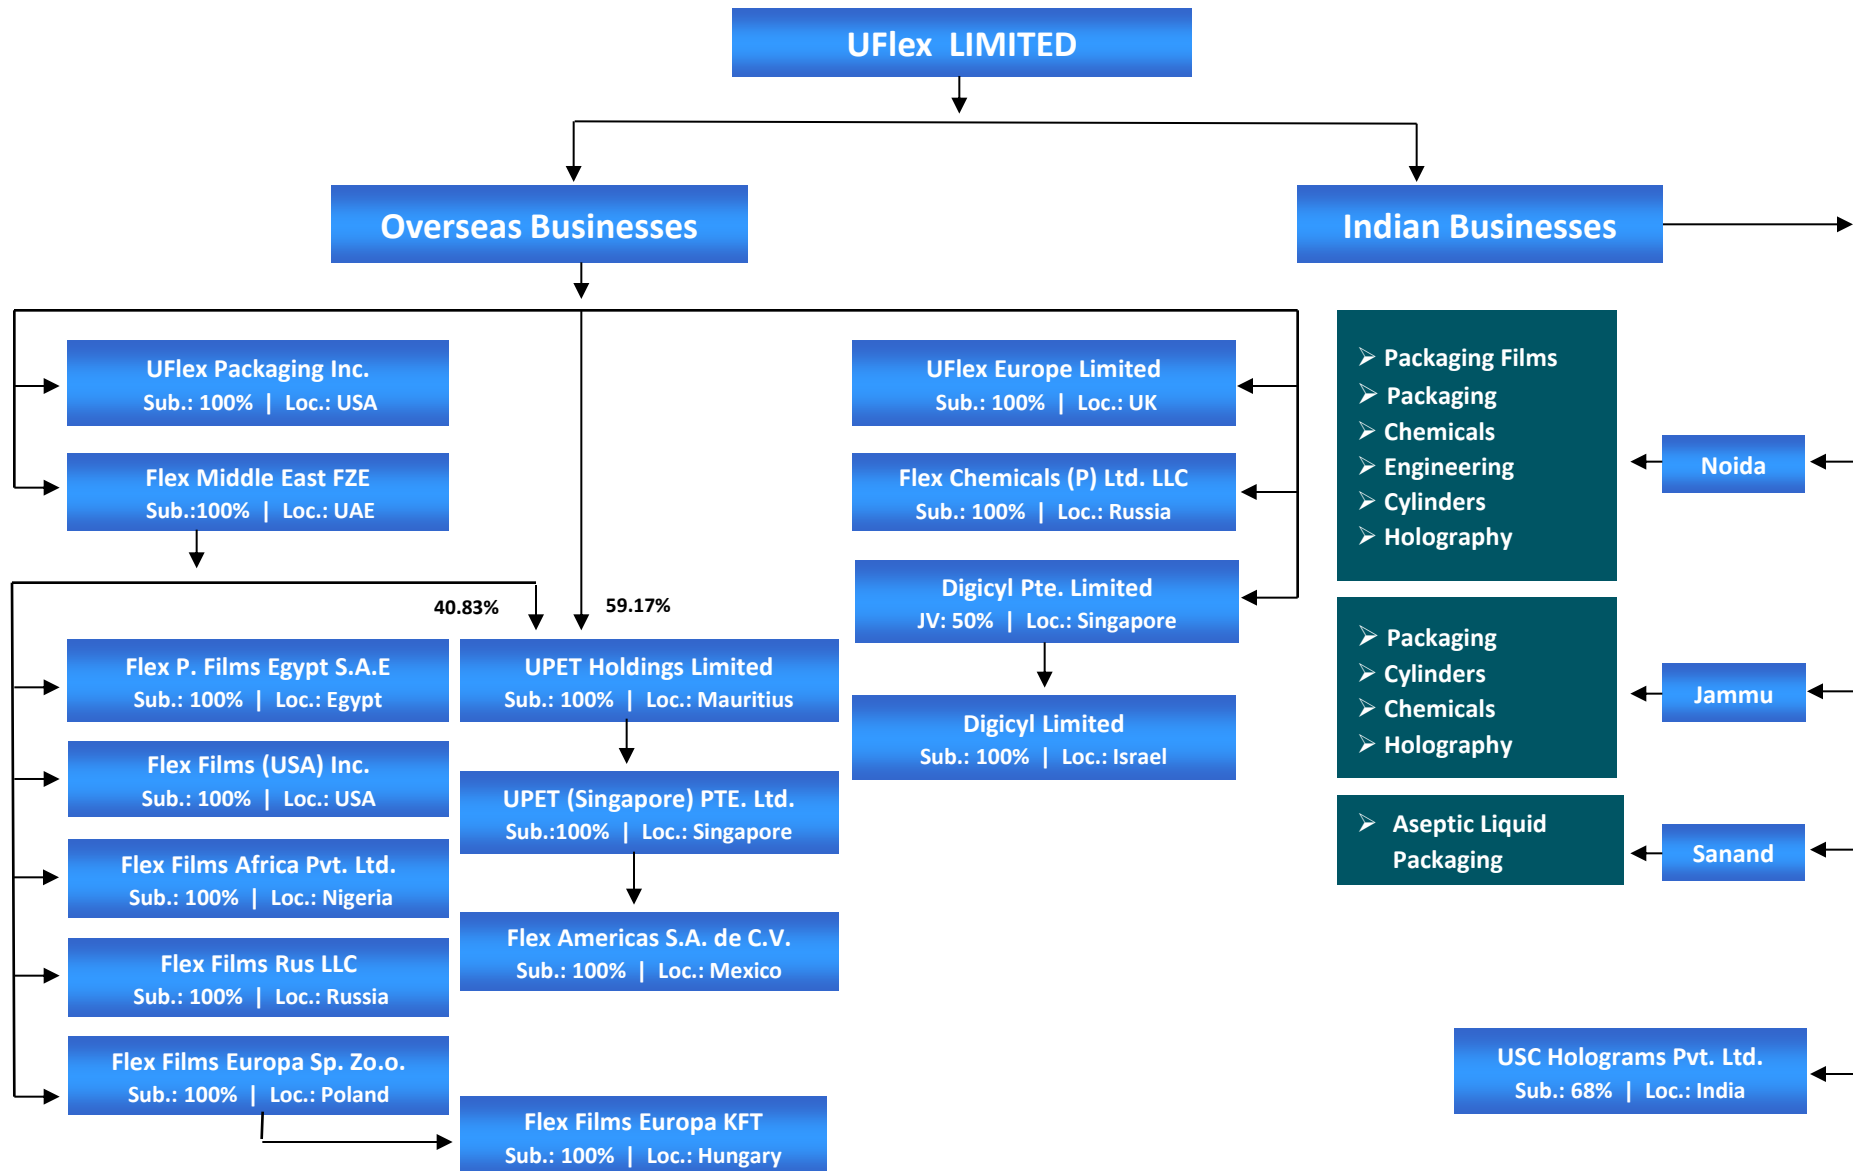 UFlex  LIMITED
Overseas Businesses
Indian Businesses
UFlex Packaging Inc.
Sub.: 100%  |  Loc.: USA
Flex Middle East FZE
Sub.:100%  |  Loc.: UAE
40.83%
59.17%
Flex P. Films Egypt S.A.E
Sub.: 100%  |  Loc.: Egypt
Flex Films (USA) Inc.
Sub.: 100%  |  Loc.: USA
Flex Films Africa Pvt. Ltd.
Sub.: 100%  |  Loc.: Nigeria
Flex Films Rus LLC
Sub.: 100%  |  Loc.: Russia
Flex Films Europa Sp. Zo.o.
Sub.: 100%  |  Loc.: Poland
Flex Films Europa KFT
Sub.: 100%  |  Loc.: Hungary
UPET Holdings Limited
Sub.: 100%  |  Loc.: Mauritius
UPET (Singapore) PTE. Ltd.
Sub.:100%  |  Loc.: Singapore
Flex Americas S.A. de C.V.
Sub.: 100%  |  Loc.: Mexico
UFlex Europe Limited
Sub.: 100%  |  Loc.: UK
Flex Chemicals (P) Ltd. LLC
Sub.: 100%  |  Loc.: Russia
Digicyl Pte. Limited
JV: 50%  |  Loc.: Singapore
Digicyl Limited
Sub.: 100%  |  Loc.: Israel
➢ Packaging Films
➢ Packaging
➢ Chemicals
➢ Engineering
➢ Cylinders
➢ Holography
Noida
➢ Packaging
➢ Cylinders
➢ Chemicals
➢ Holography
Jammu
➢ Aseptic Liquid
Packaging
Sanand
USC Holograms Pvt. Ltd.
Sub.: 68%  |  Loc.: India